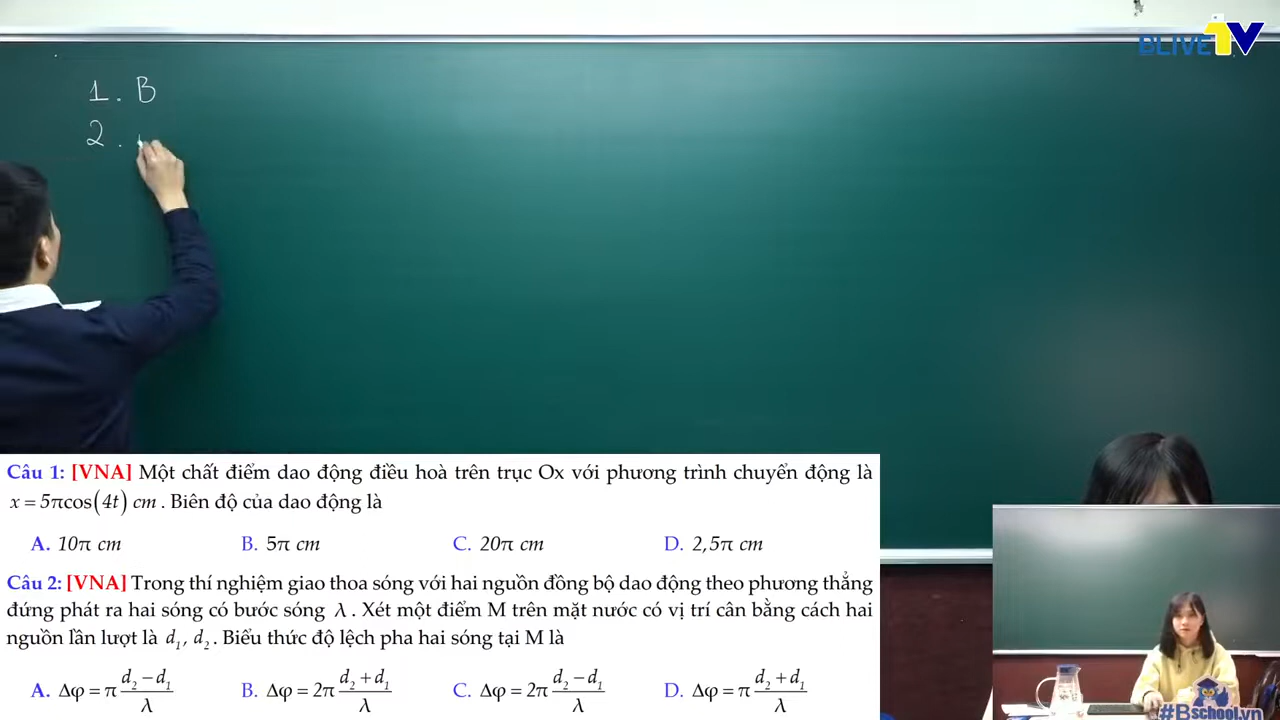 BLIVE TV
1. B
2.
Câu 1: [VNA] Một chất điểm dao động điều hoà trên trục Ox với phương trình chuyển động là
x = 5πcos(4t) cm. Biên độ của dao động là
A. 10π cm B. 5π cm C. 20π cm D. 2,5π cm
Câu 2: [VNA] Trong thí nghiệm giao thoa sóng với hai nguồn đồng bộ dao động theo phương thẳng
đứng phát ra hai sóng có bước sóng λ. Xét một điểm M trên mặt nước có vị trí cân bằng cách hai
nguồn lần lượt là d₁, d₂. Biểu thức độ lệch pha hai sóng tại M là
A. Δφ = π (d₂ − d₁)/λ B. Δφ = 2π (d₂ + d₁)/λ C. Δφ = 2π (d₂ − d₁)/λ D. Δφ = π (d₂ + d₁)/λ
#Bschool.vn